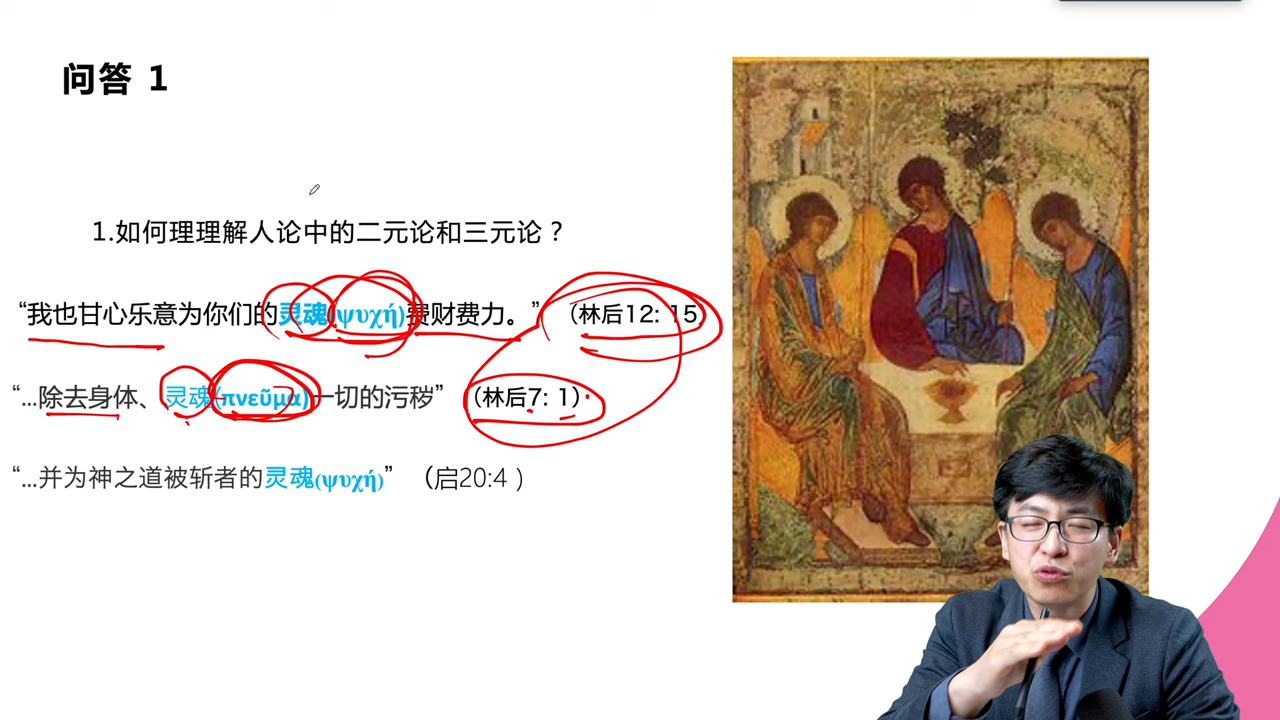 问答 1
1.如何理理解人论中的二元论和三元论？
“我也甘心乐意为你们的灵魂(ψυχή)费财费力。” （林后12: 15）
“...除去身体、灵魂(πνεῦμα)一切的污秽” （林后7: 1）
“...并为神之道被斩者的灵魂(ψυχή)” （启20:4 ）